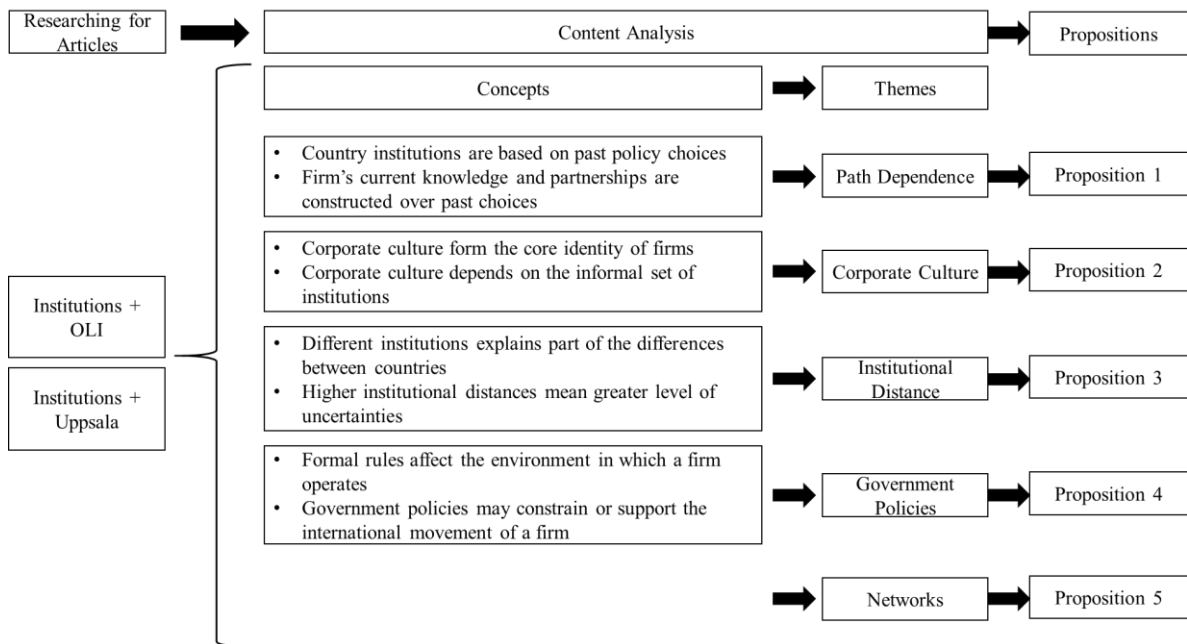 Researching for
Articles
Content Analysis
Propositions
Concepts
Themes
• Country institutions are based on past policy choices
• Firm's current knowledge and partnerships are
constructed over past choices
Path Dependence
Proposition 1
• Corporate culture form the core identity of firms
• Corporate culture depends on the informal set of
institutions
Corporate Culture
Proposition 2
Institutions +
OLI
Institutions +
Uppsala
• Different institutions explains part of the differences
between countries
• Higher institutional distances mean greater level of
uncertainties
Institutional
Distance
Proposition 3
• Formal rules affect the environment in which a firm
operates
• Government policies may constrain or support the
international movement of a firm
Government
Policies
Proposition 4
Networks
Proposition 5